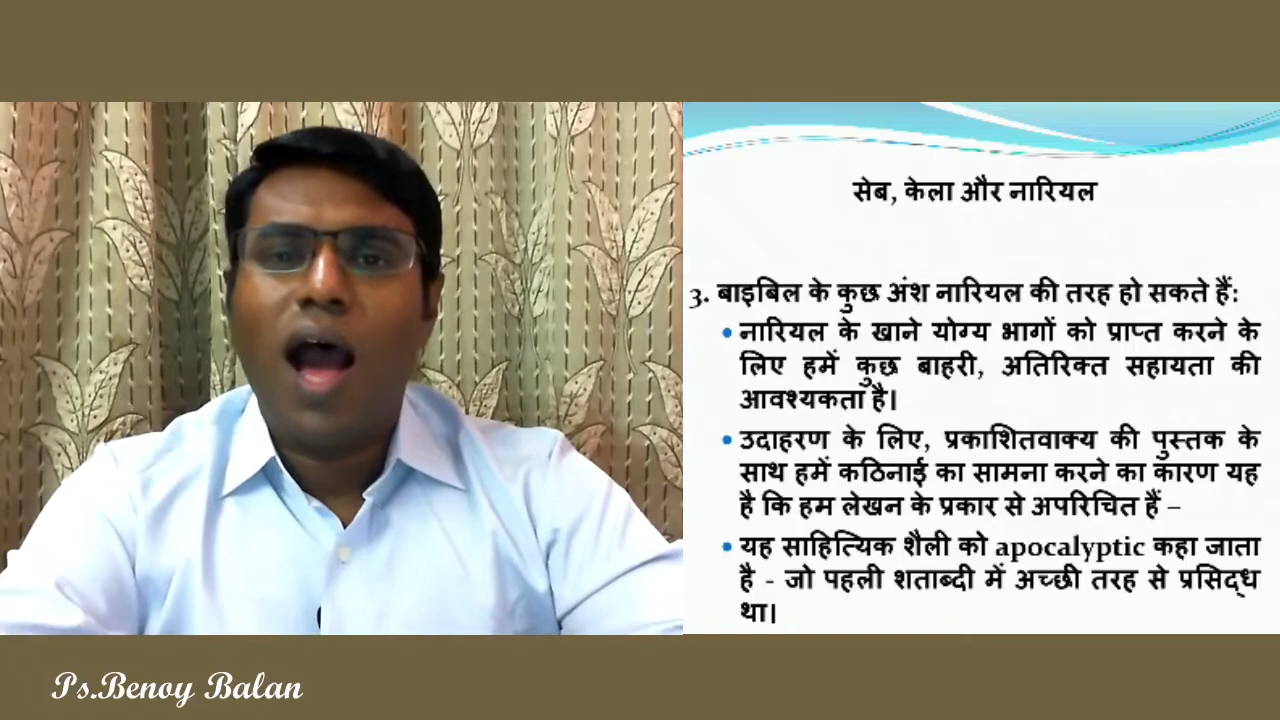 सेब, केला और नारियल
3. बाइबिल के कुछ अंश नारियल की तरह हो सकते हैं:
• नारियल के खाने योग्य भागों को प्राप्त करने के
लिए हमें कुछ बाहरी, अतिरिक्त सहायता की
आवश्यकता है।
• उदाहरण के लिए, प्रकाशितवाक्य की पुस्तक के
साथ हमें कठिनाई का सामना करने का कारण यह
है कि हम लेखन के प्रकार से अपरिचित हैं –
• यह साहित्यिक शैली को apocalyptic कहा जाता
है - जो पहली शताब्दी में अच्छी तरह से प्रसिद्ध
था।
Ps.Benoy Balan